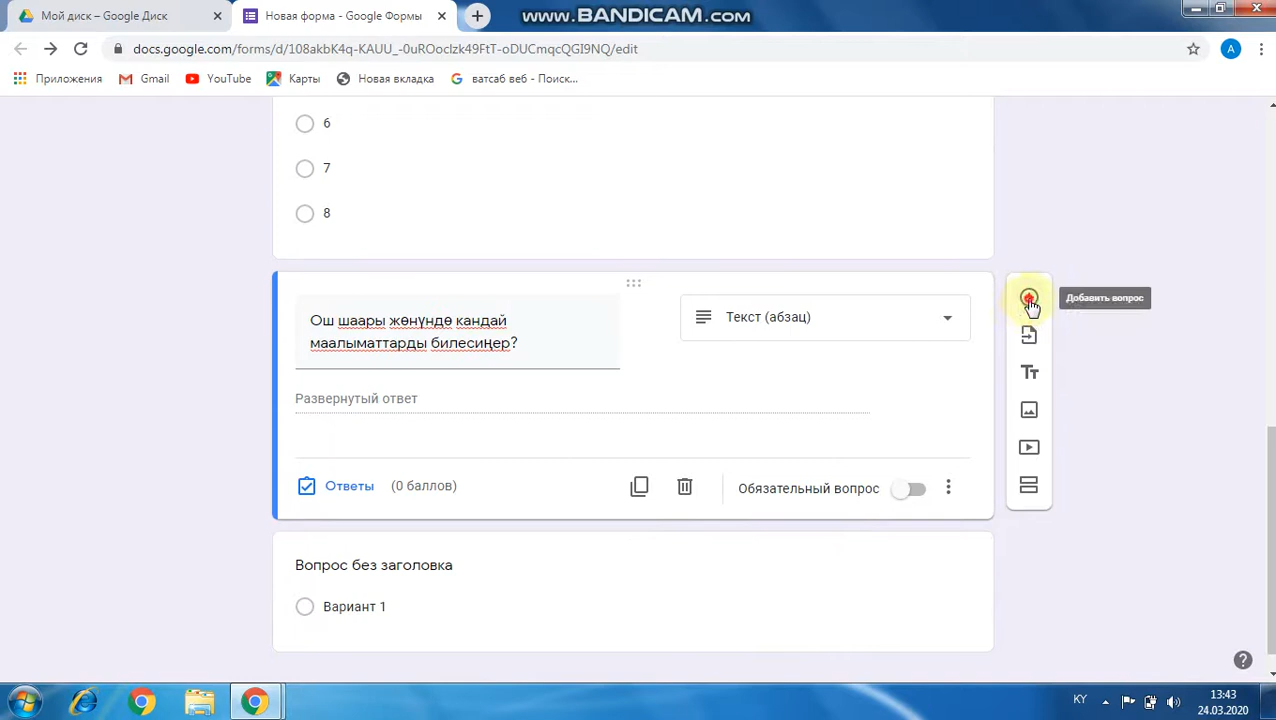 Мой диск – Google Диск
Новая форма - Google Формы
www.BANDICAM.com
docs.google.com/forms/d/108akbK4q-KAUU_-0uROoclzk49FtT-oDUCmqcQGI9NQ/edit
A
Приложения
Gmail
YouTube
Карты
Новая вкладка
ватсаб веб - Поиск...
6
7
8
Ош шаары жөнүндө кандай
маалыматтарды билесиңер?
Текст (абзац)
Добавить вопрос
Развернутый ответ
Ответы (0 баллов)
Обязательный вопрос
Вопрос без заголовка
Вариант 1
KY
13:43
24.03.2020